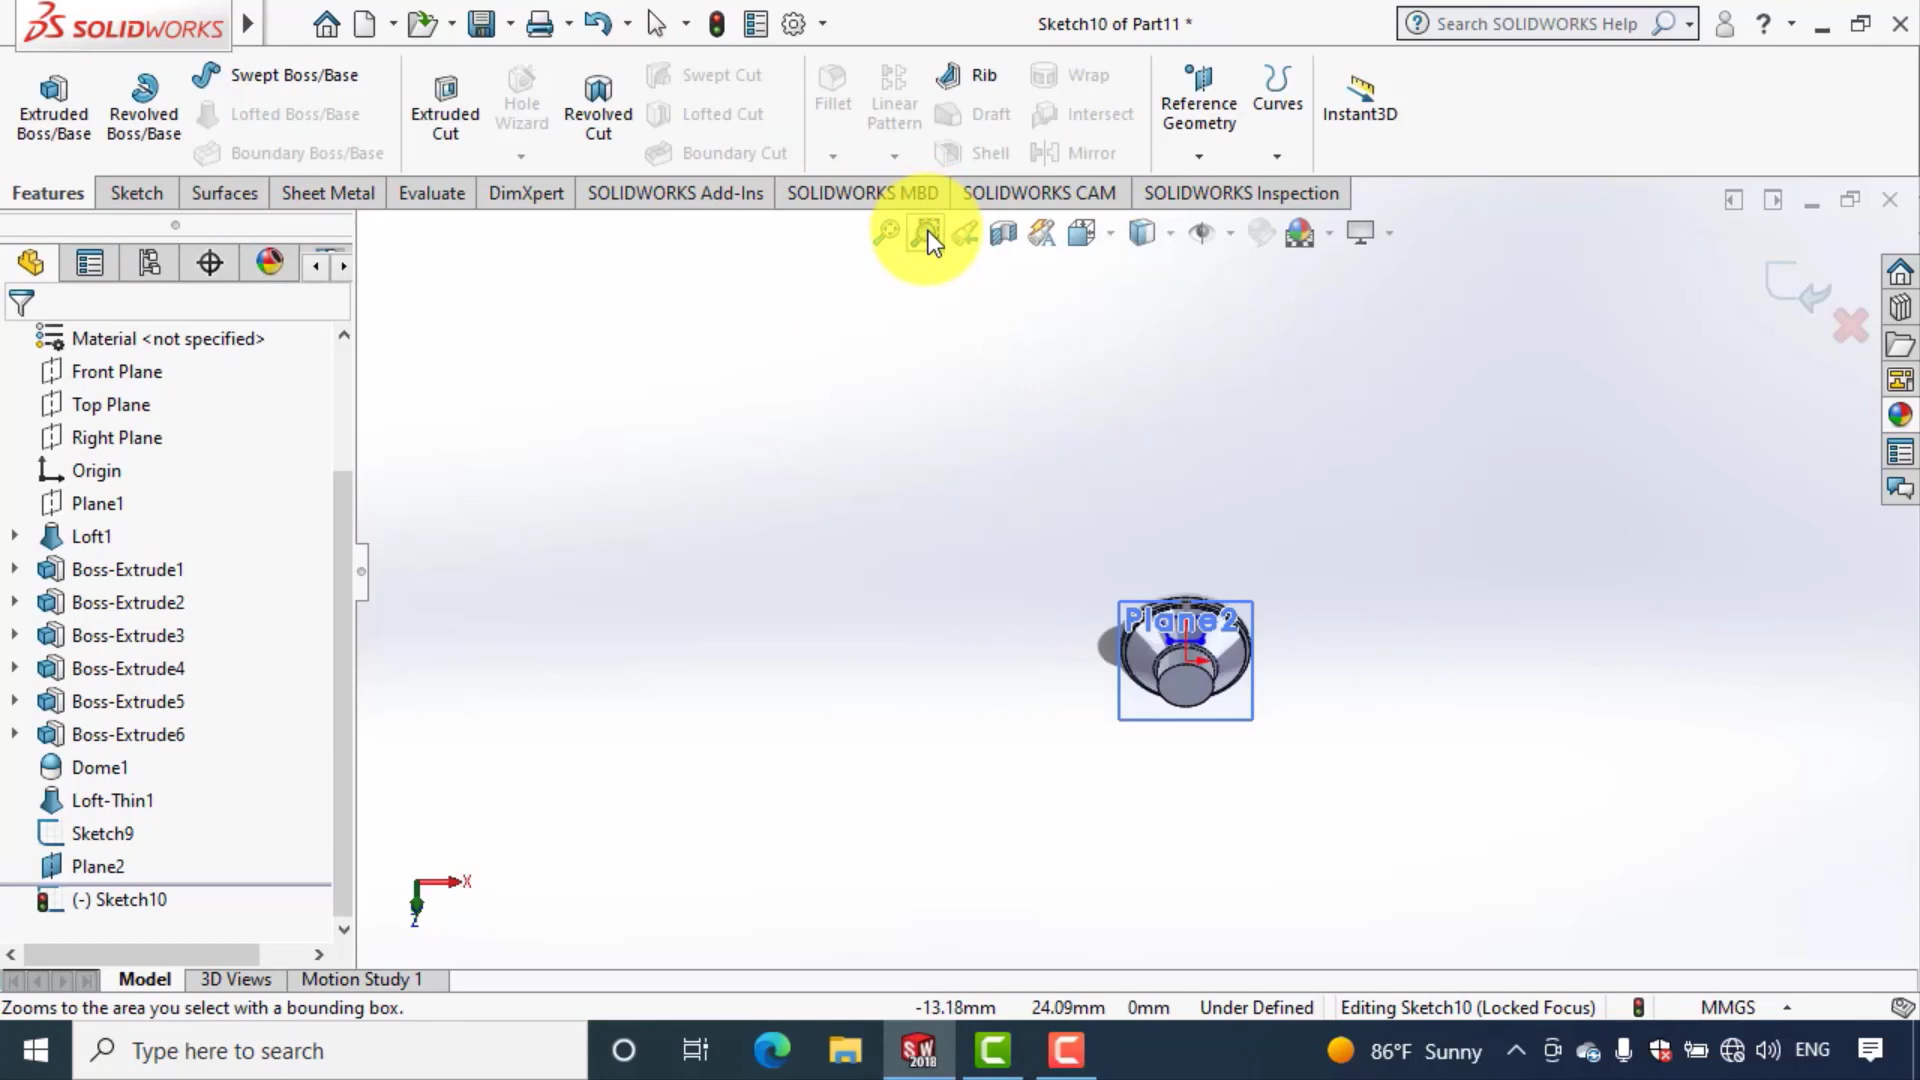 SOLIDWORKS
Sketch10 of Part11 *
Search SOLIDWORKS Help
?
Extruded Boss/Base
Revolved Boss/Base
Swept Boss/Base
Lofted Boss/Base
Boundary Boss/Base
Extruded Cut
Hole Wizard
Revolved Cut
Swept Cut
Lofted Cut
Boundary Cut
Fillet
Linear Pattern
Rib
Draft
Shell
Wrap
Intersect
Mirror
Reference Geometry
Curves
Instant3D
Features
Sketch
Surfaces
Sheet Metal
Evaluate
DimXpert
SOLIDWORKS Add-Ins
SOLIDWORKS MBD
SOLIDWORKS CAM
SOLIDWORKS Inspection
Material <not specified>
Front Plane
Top Plane
Right Plane
Origin
Plane1
Loft1
Boss-Extrude1
Boss-Extrude2
Boss-Extrude3
Boss-Extrude4
Boss-Extrude5
Boss-Extrude6
Dome1
Loft-Thin1
Sketch9
Plane2
(-) Sketch10
Plane2
X
Z
Model
3D Views
Motion Study 1
Zooms to the area you select with a bounding box.
-13.18mm
24.09mm
0mm
Under Defined
Editing Sketch10 (Locked Focus)
MMGS
Type here to search
SW 2018
86°F Sunny
ENG